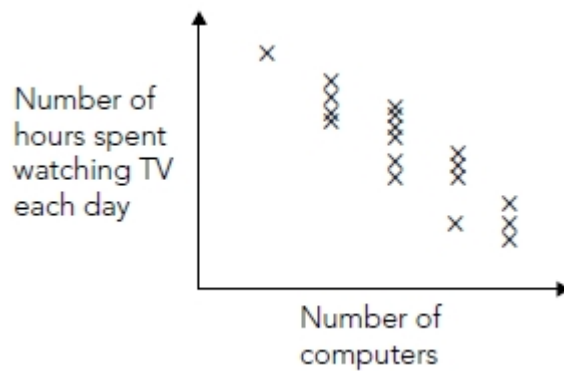 Number of
hours spent
watching TV
each day
Number of
computers